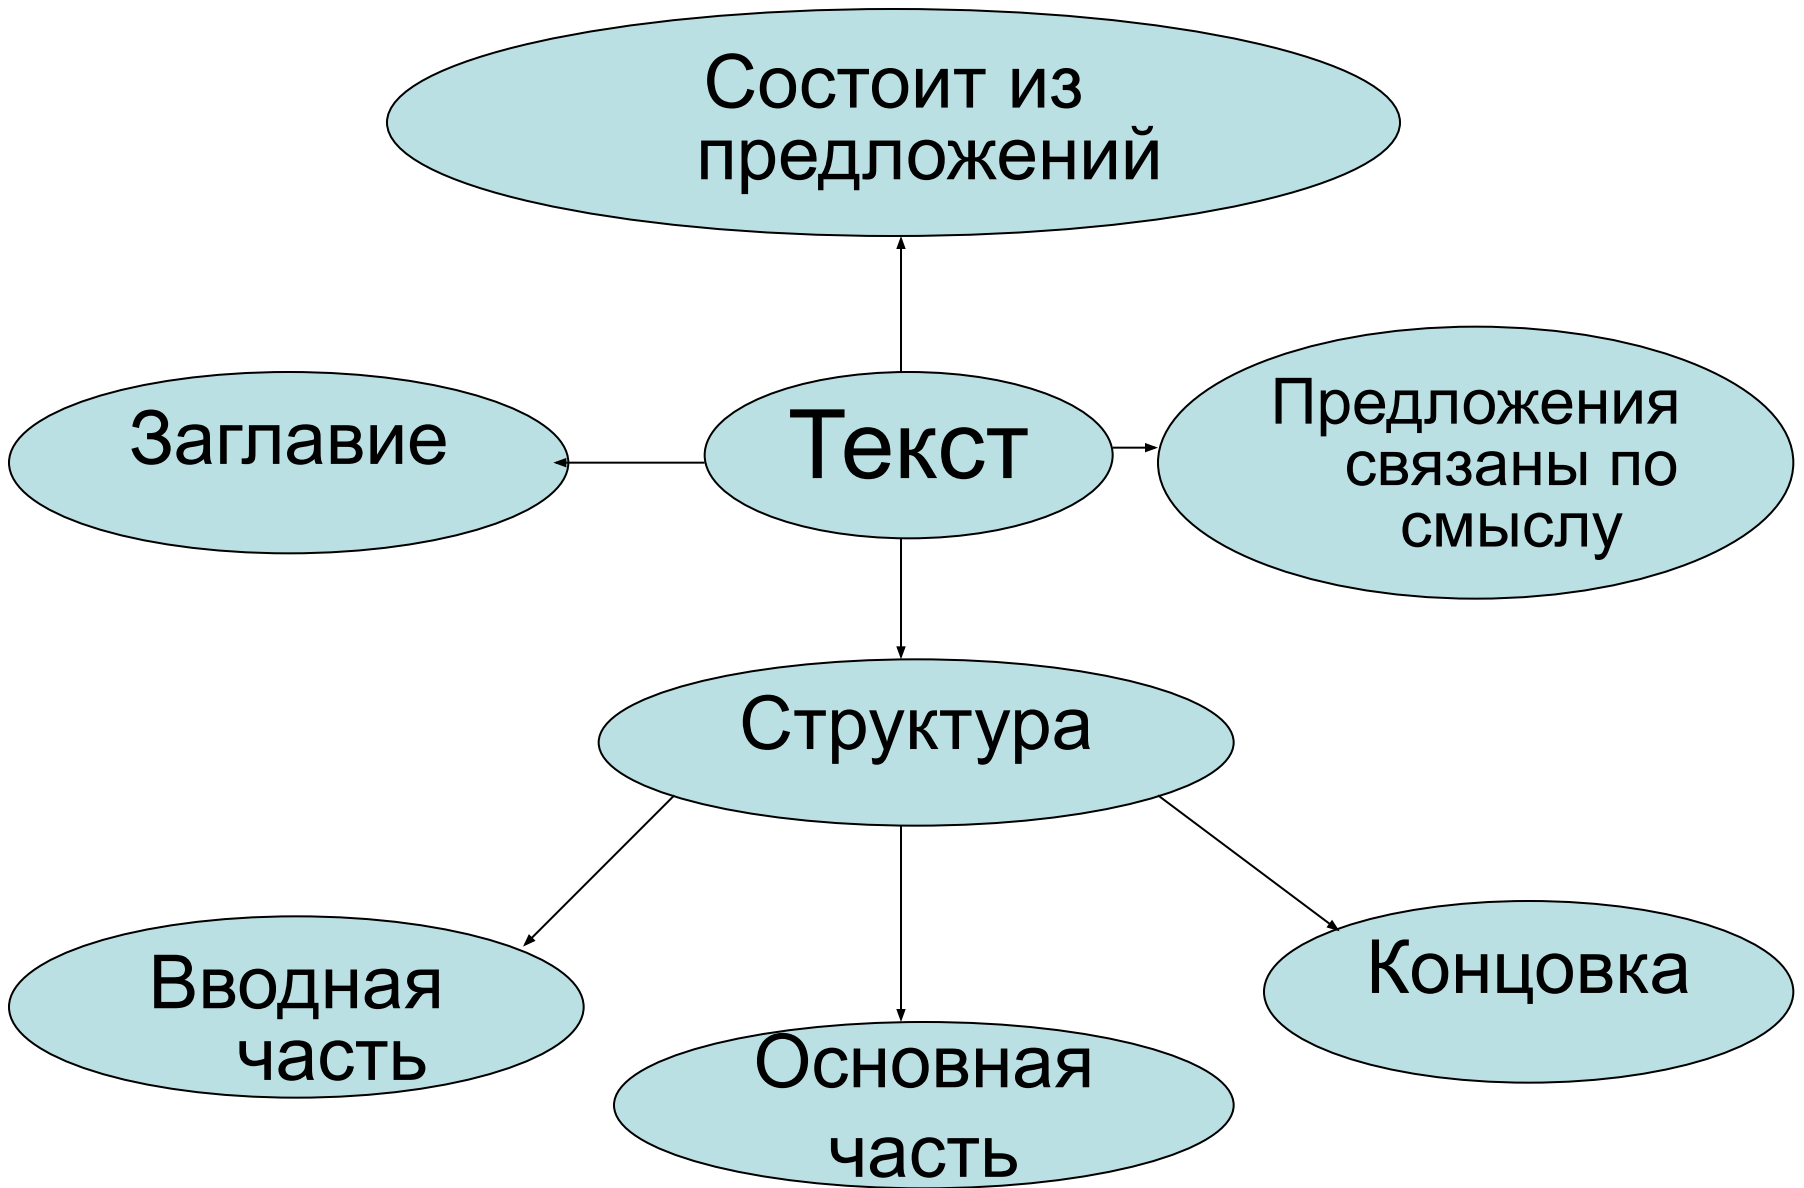 Состоит из
предложений
Заглавие
Текст
Предложения
связаны по
смыслу
Структура
Вводная
часть
Основная
часть
Концовка